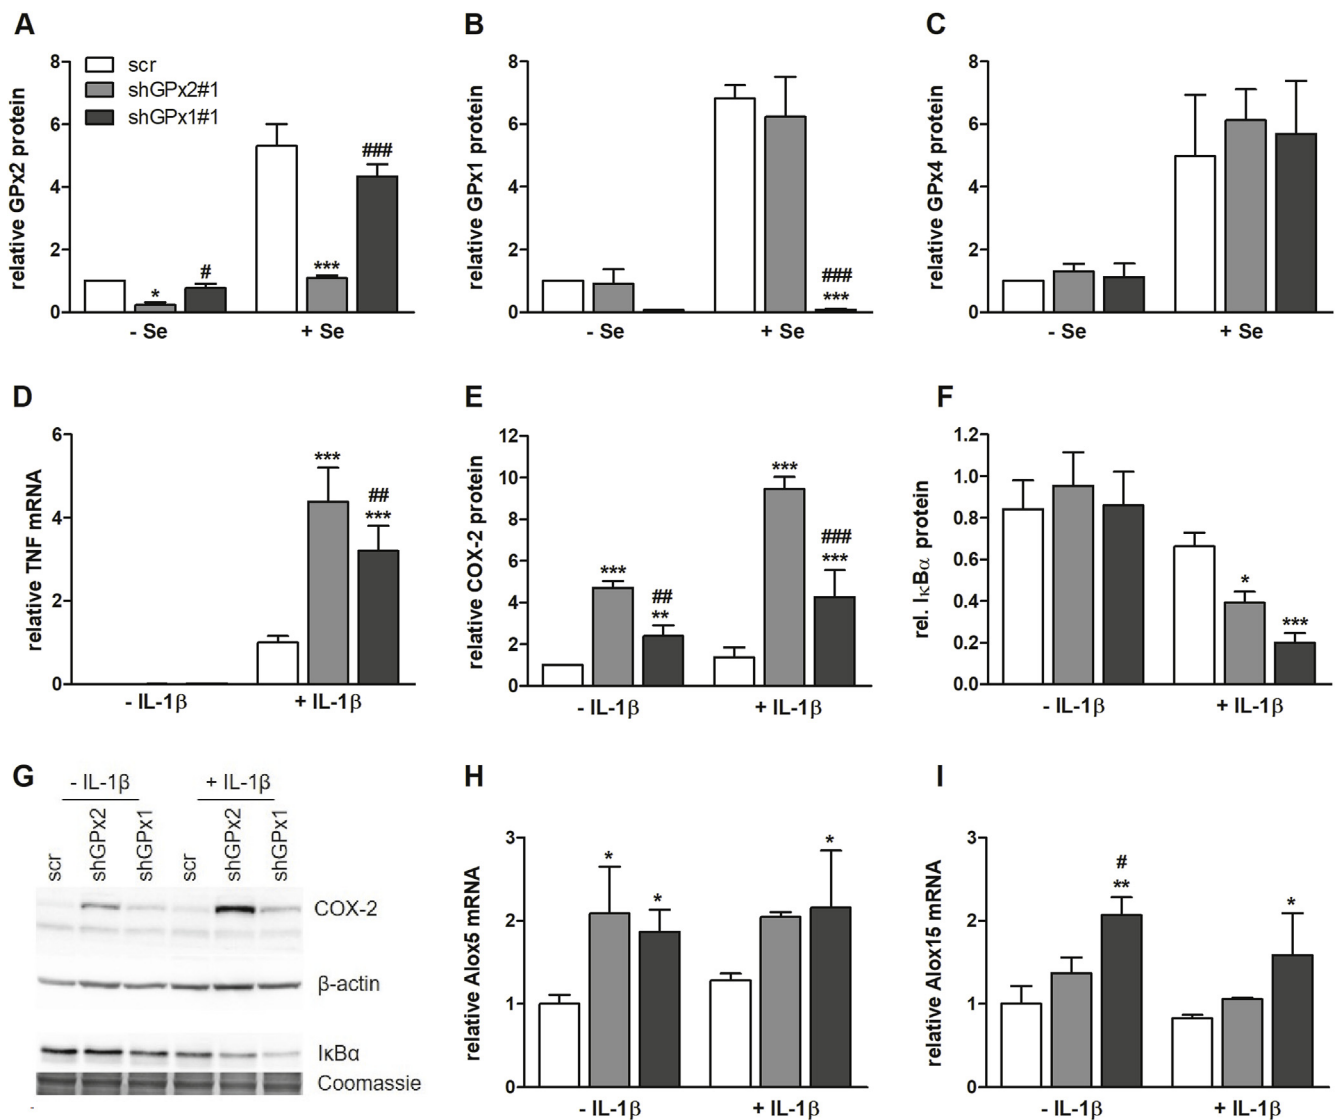 A
relative GPx2 protein
8
6
4
2
0
scr
shGPx2#1
shGPx1#1
*
#
***
###
- Se
+ Se
B
relative GPx1 protein
8
6
4
2
0
###
***
- Se
+ Se
C
relative GPx4 protein
8
6
4
2
0
- Se
+ Se
D
relative TNF mRNA
6
4
2
0
***
##
***
- IL-1β
+ IL-1β
E
relative COX-2 protein
12
10
8
6
4
2
0
***
##
**
***
###
***
- IL-1β
+ IL-1β
F
rel. IκBα protein
1.2
1.0
0.8
0.6
0.4
0.2
0.0
*
***
- IL-1β
+ IL-1β
G
- IL-1β
+ IL-1β
scr
shGPx2
shGPx1
scr
shGPx2
shGPx1
COX-2
β-actin
IκBα
Coomassie
H
relative Alox5 mRNA
3
2
1
0
*
*
*
- IL-1β
+ IL-1β
I
relative Alox15 mRNA
3
2
1
0
#
**
*
- IL-1β
+ IL-1β